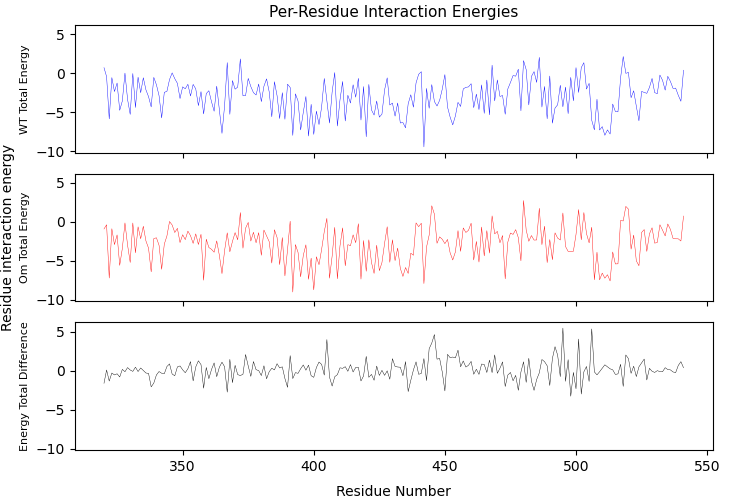 Per-Residue Interaction Energies
Residue interaction energy
WT Total Energy
5
0
−5
−10
Om Total Energy
5
0
−5
−10
Energy Total Difference
5
0
−5
−10
350 400 450 500 550
Residue Number